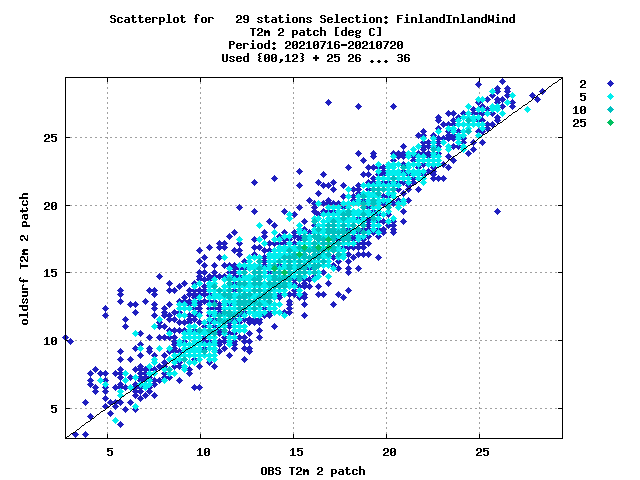 Scatterplot for   29 stations Selection: FinlandInlandWind
T2m 2 patch [deg C]
Period: 20210716-20210720
Used {00,12} + 25 26 ... 36
2
5
10
25
25
20
15
10
5
oldsurf T2m 2 patch
5 10 15 20 25
OBS T2m 2 patch